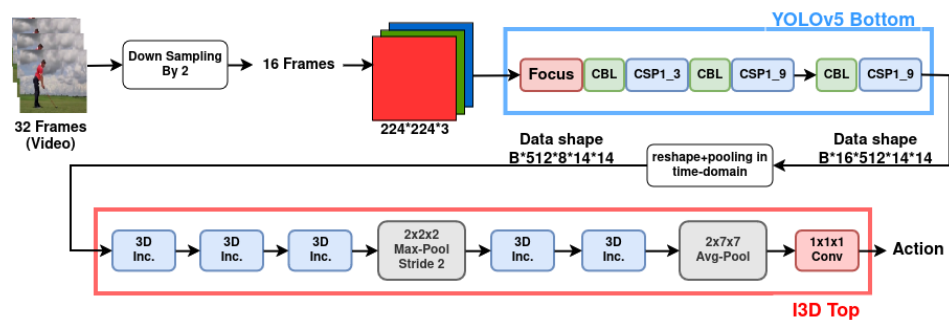 YOLOv5 Bottom
32 Frames
(Video)
Down Sampling
By 2
16 Frames
224*224*3
Focus
CBL
CSP1_3
CBL
CSP1_9
CBL
CSP1_9
Data shape
B*16*512*14*14
reshape+pooling in
time-domain
Data shape
B*512*8*14*14
3D
Inc.
3D
Inc.
3D
Inc.
2x2x2
Max-Pool
Stride 2
3D
Inc.
3D
Inc.
2x7x7
Avg-Pool
1x1x1
Conv
Action
I3D Top